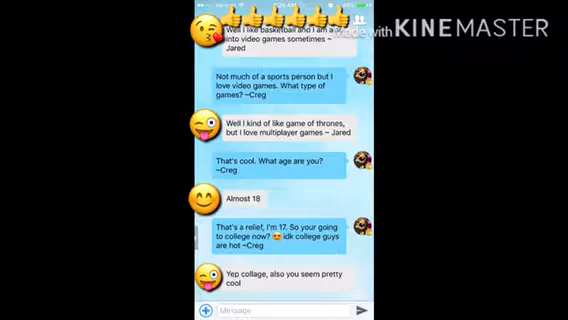 Made with KINEMASTER
Well I like basketball and I am a
into video games sometimes ~
Jared
Not much of a sports person but I
love video games. What type of
games? ~Creg
Well I kind of like game of thrones,
but I love multiplayer games ~ Jared
That's cool. What age are you?
~Creg
Almost 18
That's a relief, I'm 17. So your going
to college now? 😍 idk college guys
are hot ~Creg
Yep collage, also you seem pretty
cool
Message